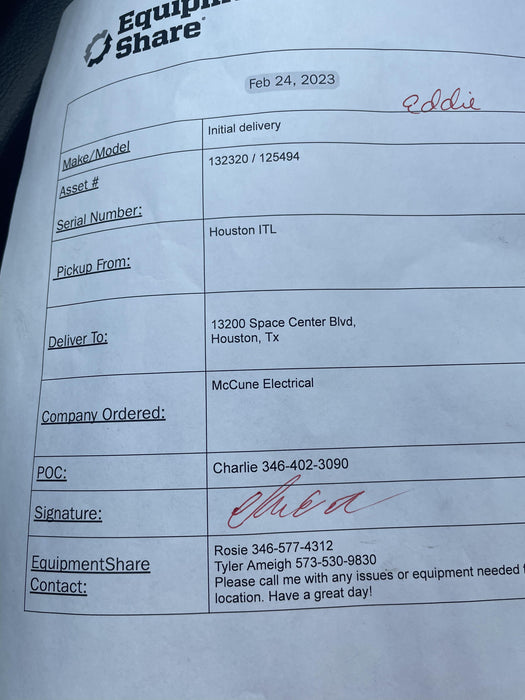 Equipm
Share
Feb 24, 2023
Eddie
Make/Model
Initial delivery
Asset #
132320 / 125494
Serial Number:
Pickup From:
Houston ITL
Deliver To:
13200 Space Center Blvd,
Houston, Tx
Company Ordered:
McCune Electrical
POC:
Charlie 346-402-3090
Signature:
EquipmentShare
Contact:
Rosie 346-577-4312
Tyler Ameigh 573-530-9830
Please call me with any issues or equipment needed
location. Have a great day!